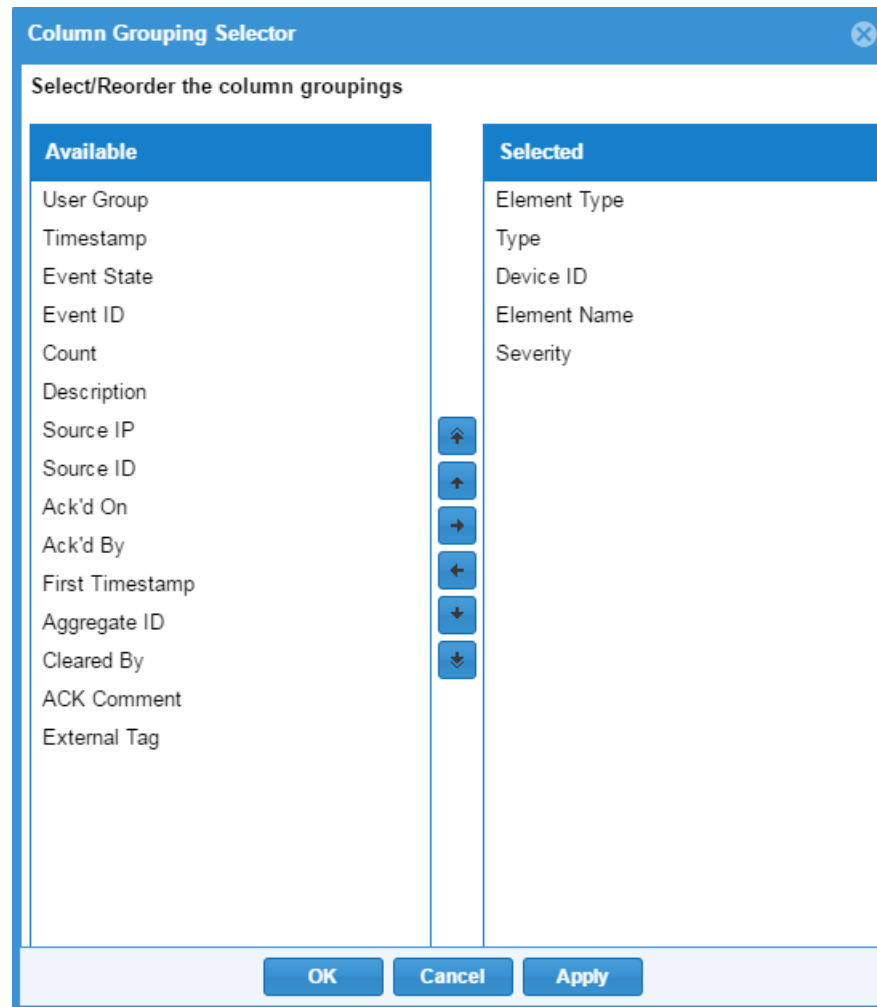 Column Grouping Selector
Select/Reorder the column groupings
Available
User Group
Timestamp
Event State
Event ID
Count
Description
Source IP
Source ID
Ack'd On
Ack'd By
First Timestamp
Aggregate ID
Cleared By
ACK Comment
External Tag
Selected
Element Type
Type
Device ID
Element Name
Severity
OK
Cancel
Apply